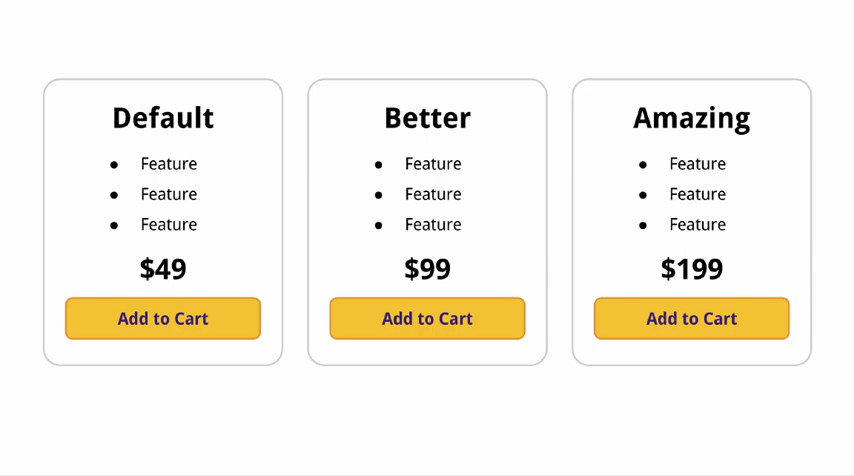 Default
● Feature
● Feature
● Feature
$49
Add to Cart
Better
● Feature
● Feature
● Feature
$99
Add to Cart
Amazing
● Feature
● Feature
● Feature
$199
Add to Cart